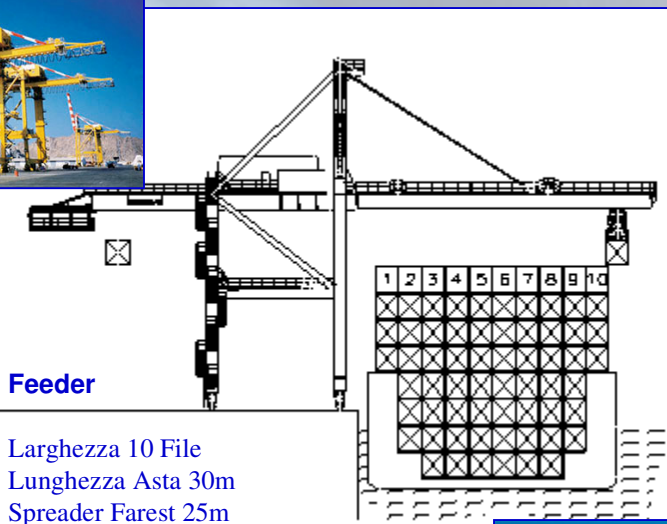 1 2 3 4 5 6 7 8 9 10
Feeder
Larghezza 10 File
Lunghezza Asta 30m
Spreader Farest 25m